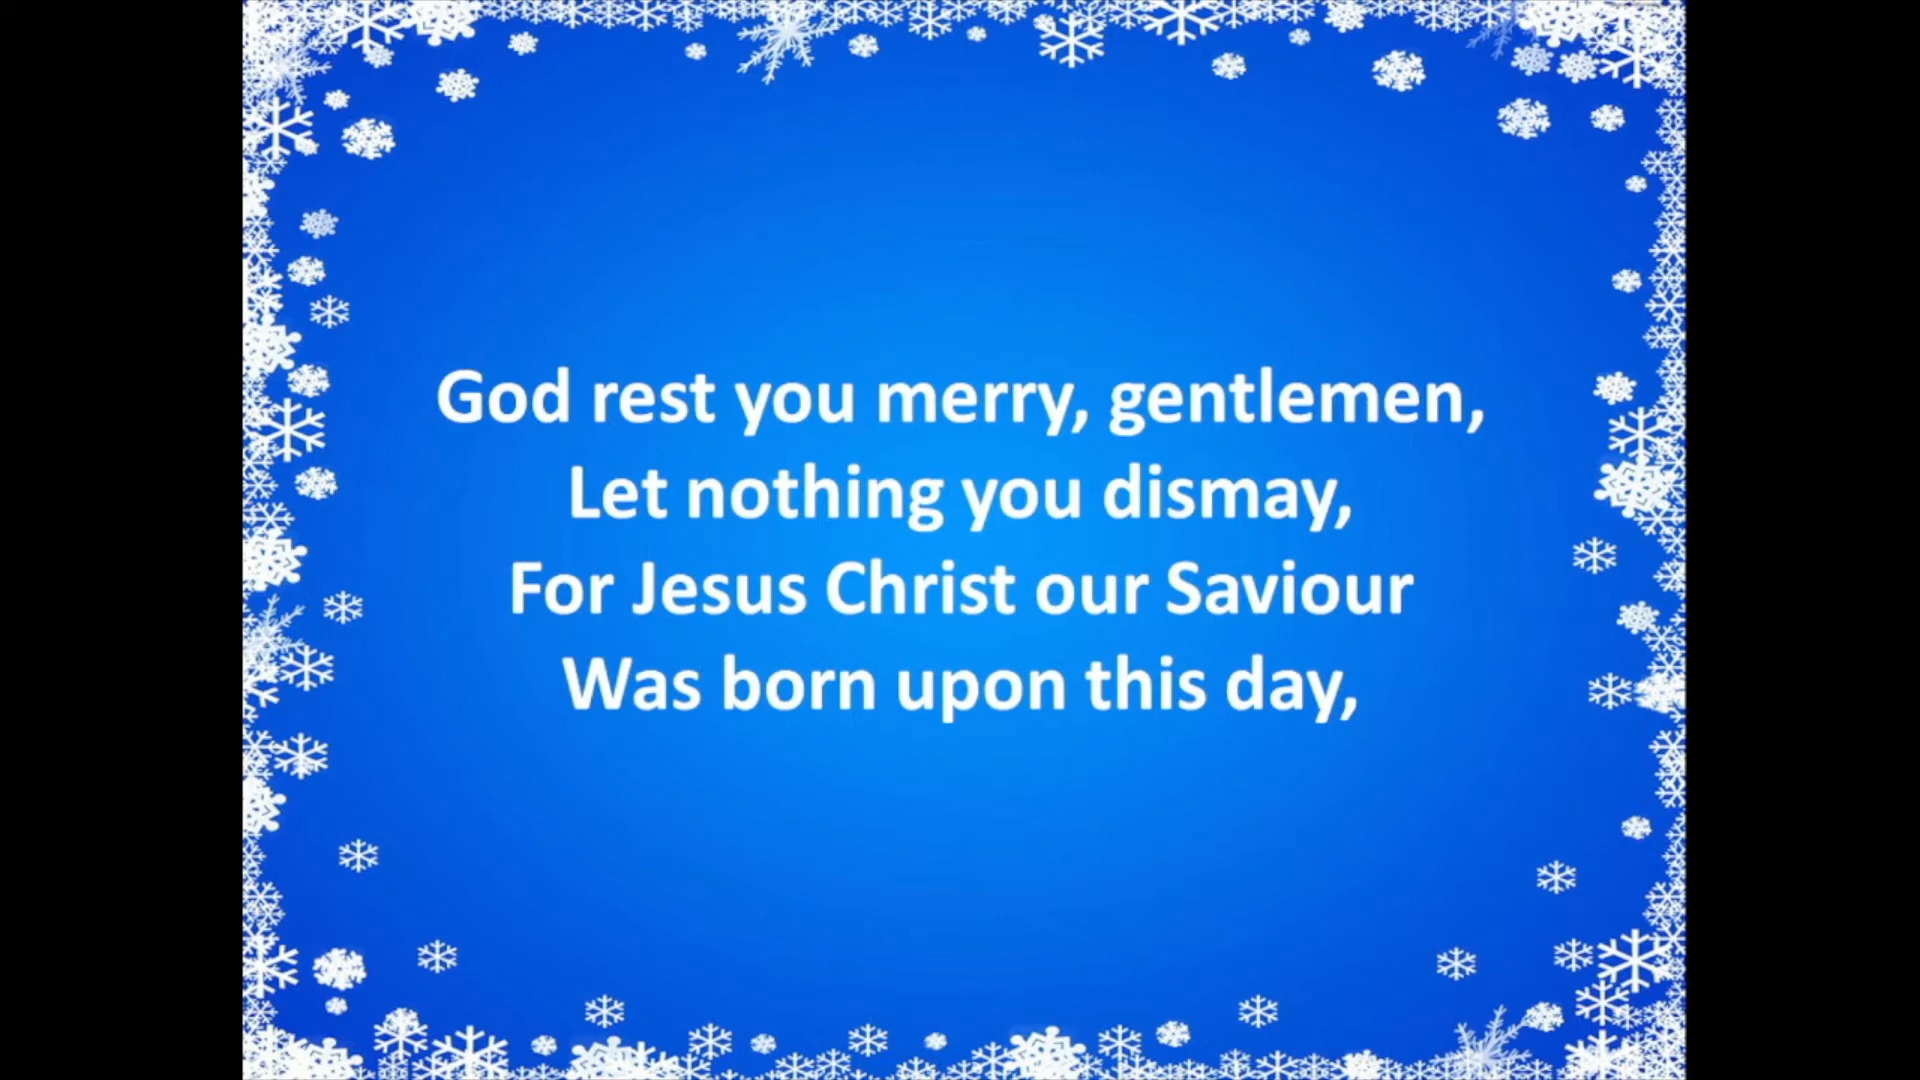 God rest you merry, gentlemen,
Let nothing you dismay,
For Jesus Christ our Saviour
Was born upon this day,